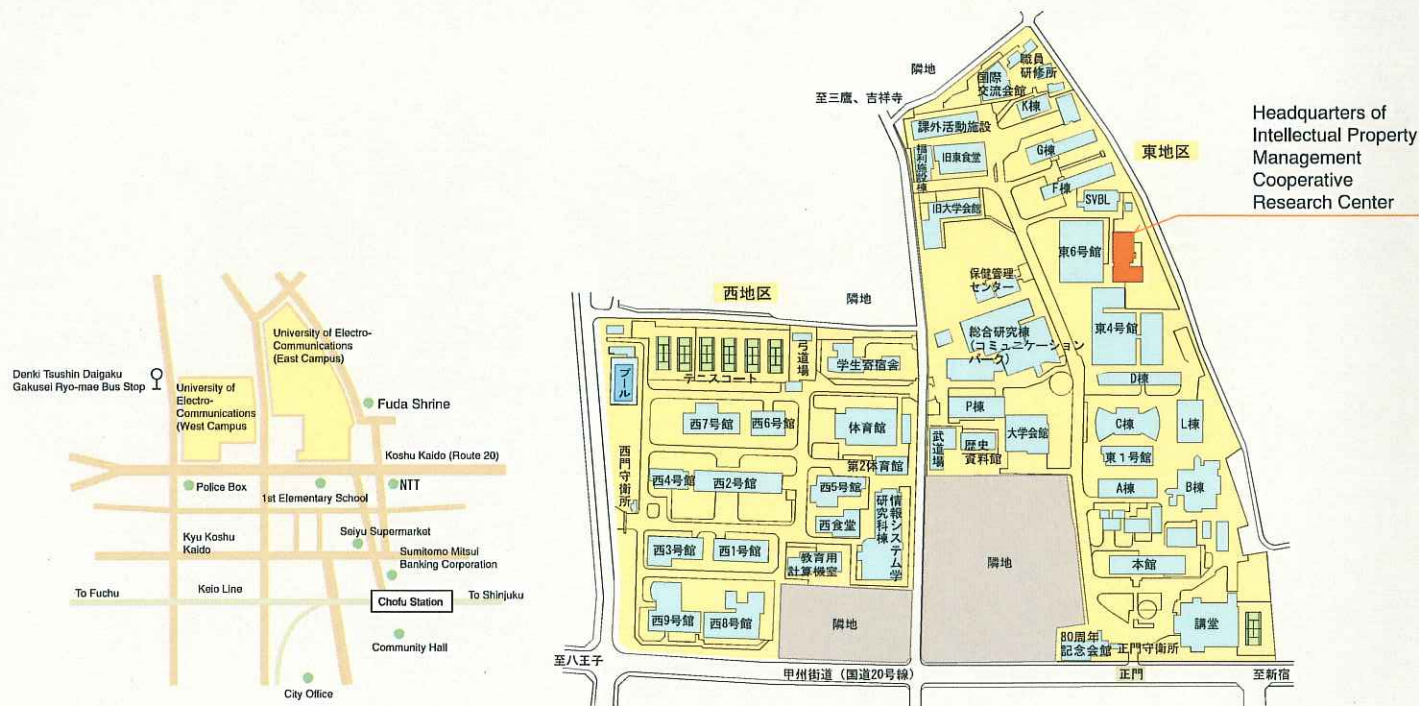 University of Electro-
Communications
(East Campus)
Denki Tsushin Daigaku
Gakusei Ryo-mae Bus Stop
University of
Electro-
Communications
(West Campus
Fuda Shrine
Koshu Kaido (Route 20)
Police Box
1st Elementary School
NTT
Seiyu Supermarket
Kyu Koshu
Kaido
Sumitomo Mitsui
Banking Corporation
To Fuchu
Keio Line
Chofu Station
To Shinjuku
Community Hall
City Office
隣地
職員
研修所
国際
交流会館
至三鷹、吉祥寺
K棟
課外活動施設
福利施設棟
旧東食堂
G棟
東地区
F棟
SVBL
旧大学会館
Headquarters of
Intellectual Property
Management
Cooperative
Research Center
東6号館
保健管理
センター
西地区
隣地
総合研究棟
(コミュニケーション
パーク)
東4号館
プール
テニスコート
弓道場
学生寄宿舎
D棟
P棟
C棟
L棟
西7号館
西6号館
体育館
武道場
歴史
資料館
大学会館
東1号館
西門守衛所
第2体育館
西4号館
西2号館
西5号館
情報システム学
研究科棟
A棟
B棟
西食堂
西3号館
西1号館
教育用
計算機室
隣地
本館
西9号館
西8号館
隣地
講堂
80周年
記念会館
正門守衛所
至八王子
甲州街道(国道20号線)
正門
至新宿